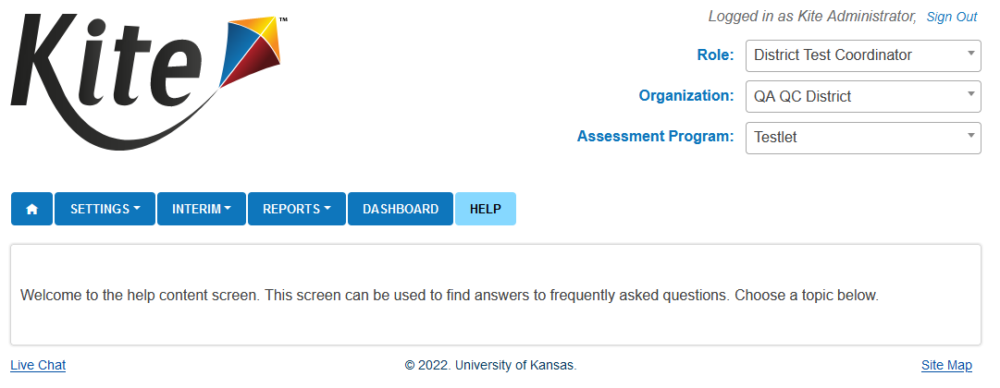 Kite™
Logged in as Kite Administrator, Sign Out
Role: District Test Coordinator
Organization: QA QC District
Assessment Program: Testlet
SETTINGS INTERIM REPORTS DASHBOARD HELP
Welcome to the help content screen. This screen can be used to find answers to frequently asked questions. Choose a topic below.
Live Chat © 2022. University of Kansas. Site Map